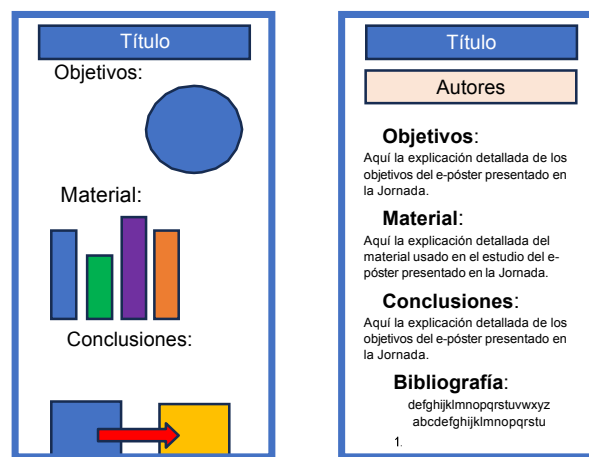 Título
Objetivos:
Material:
Conclusiones:
Título
Autores
Objetivos:
Aquí la explicación detallada de los
objetivos del e-póster presentado en
la Jornada.
Material:
Aquí la explicación detallada del
material usado en el estudio del e-
póster presentado en la Jornada.
Conclusiones:
Aquí la explicación detallada de los
objetivos del e-póster presentado en
la Jornada.
Bibliografía:
defghijklmnopqrstuvwxyz
abcdefghijklmnopqrstu
1.